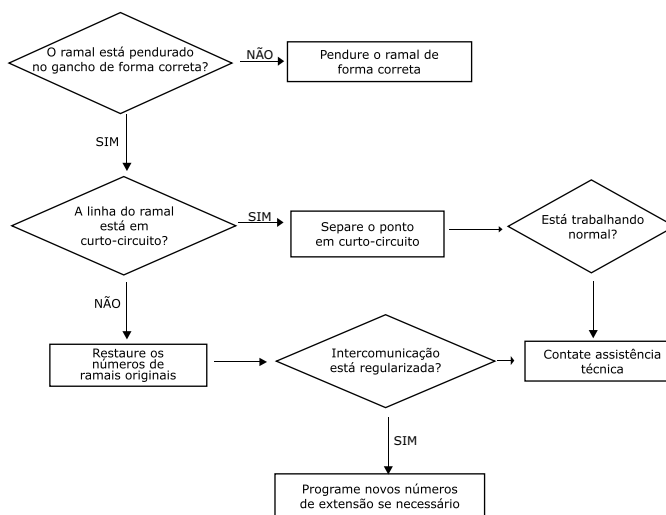 O ramal está pendurado
no gancho de forma correta?
NÃO
Pendure o ramal de
forma correta
SIM
A linha do ramal
está em
curto-circuito?
SIM
Separe o ponto
em curto-circuito
Está trabalhando
normal?
NÃO
Restaure os
números de
ramais originais
Intercomunicação
está regularizada?
Contate assistência
técnica
SIM
Programe novos números
de extensão se necessário